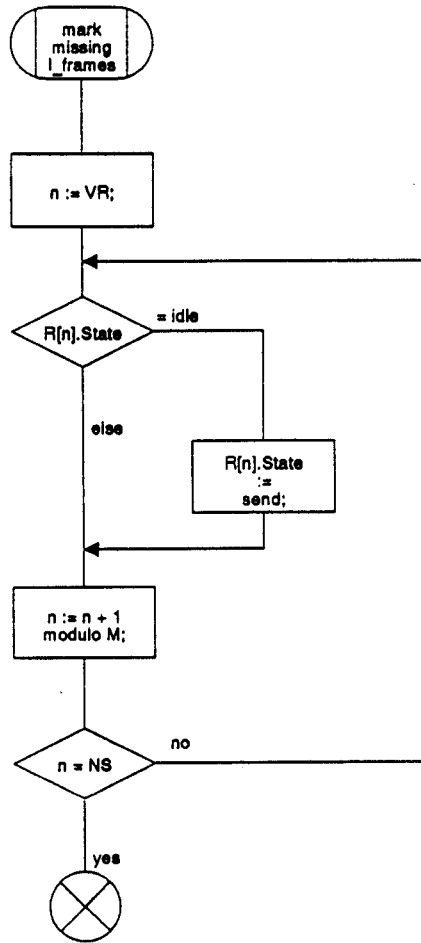 mark
missing
I_frames
n := VR;
R[n].State
= idle
else
R[n].State
:=
send;
n := n + 1
modulo M;
n = NS
no
yes